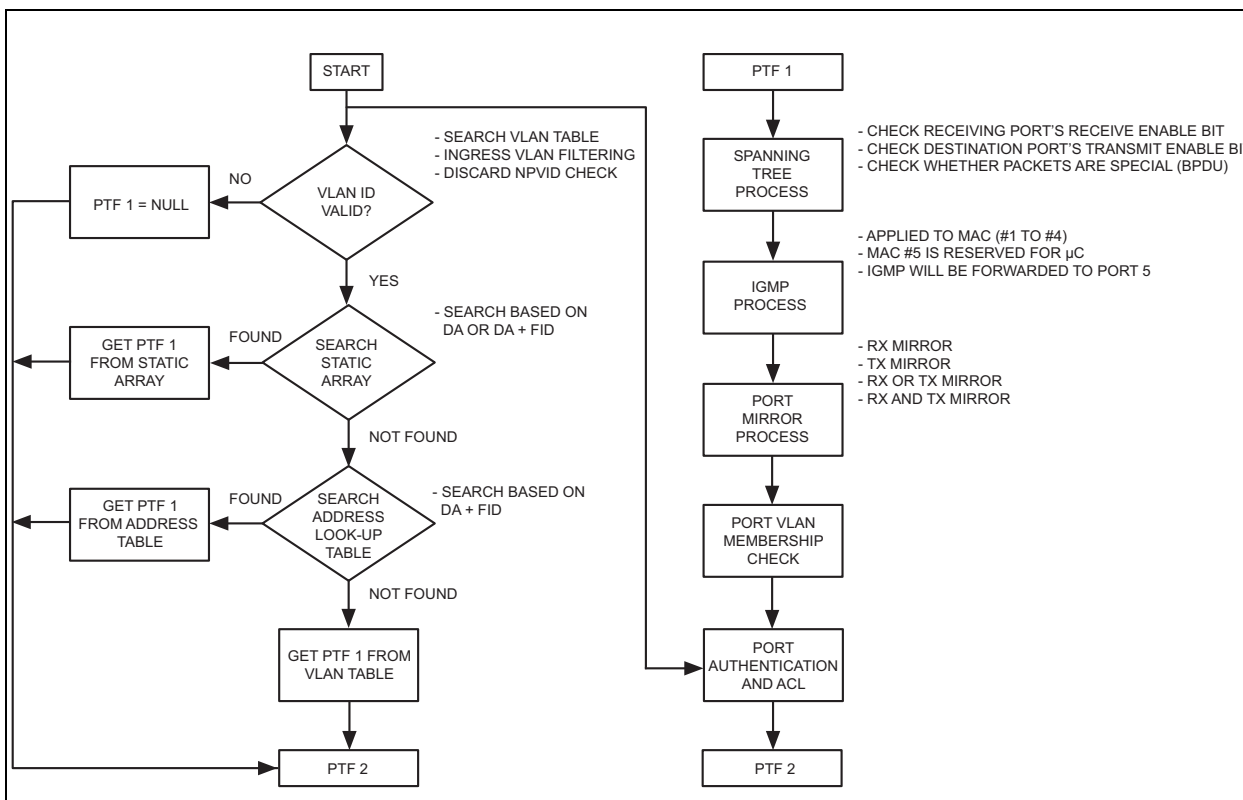 START
- SEARCH VLAN TABLE
- INGRESS VLAN FILTERING
- DISCARD NPVID CHECK
VLAN ID
VALID?
NO
PTF 1 = NULL
YES
- SEARCH BASED ON
DA OR DA + FID
SEARCH
STATIC
ARRAY
FOUND
GET PTF 1
FROM STATIC
ARRAY
NOT FOUND
- SEARCH BASED ON
DA + FID
SEARCH
ADDRESS
LOOK-UP
TABLE
FOUND
GET PTF 1
FROM ADDRESS
TABLE
NOT FOUND
GET PTF 1 FROM
VLAN TABLE
PTF 2
PTF 1
SPANNING
TREE
PROCESS
- CHECK RECEIVING PORT'S RECEIVE ENABLE BIT
- CHECK DESTINATION PORT'S TRANSMIT ENABLE BI
- CHECK WHETHER PACKETS ARE SPECIAL (BPDU)
IGMP
PROCESS
- APPLIED TO MAC (#1 TO #4)
- MAC #5 IS RESERVED FOR µC
- IGMP WILL BE FORWARDED TO PORT 5
PORT
MIRROR
PROCESS
- RX MIRROR
- TX MIRROR
- RX OR TX MIRROR
- RX AND TX MIRROR
PORT VLAN
MEMBERSHIP
CHECK
PORT
AUTHENTICATION
AND ACL
PTF 2